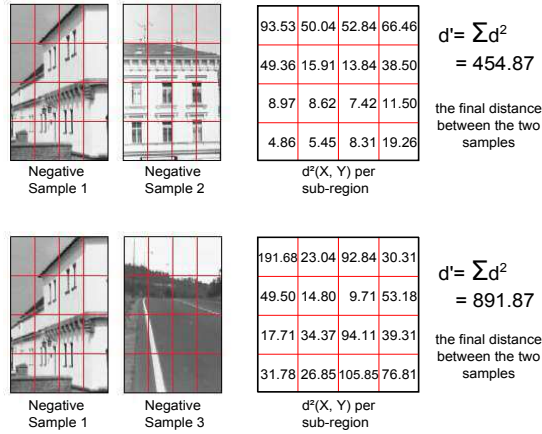 93.53 50.04 52.84 66.46
49.36 15.91 13.84 38.50
8.97 8.62 7.42 11.50
4.86 5.45 8.31 19.26
d'= Σd²
= 454.87
the final distance
between the two
samples
Negative
Sample 1
Negative
Sample 2
d²(X, Y) per
sub-region
191.68 23.04 92.84 30.31
49.50 14.80 9.71 53.18
17.71 34.37 94.11 39.31
31.78 26.85 105.85 76.81
d'= Σd²
= 891.87
the final distance
between the two
samples
Negative
Sample 1
Negative
Sample 3
d²(X, Y) per
sub-region